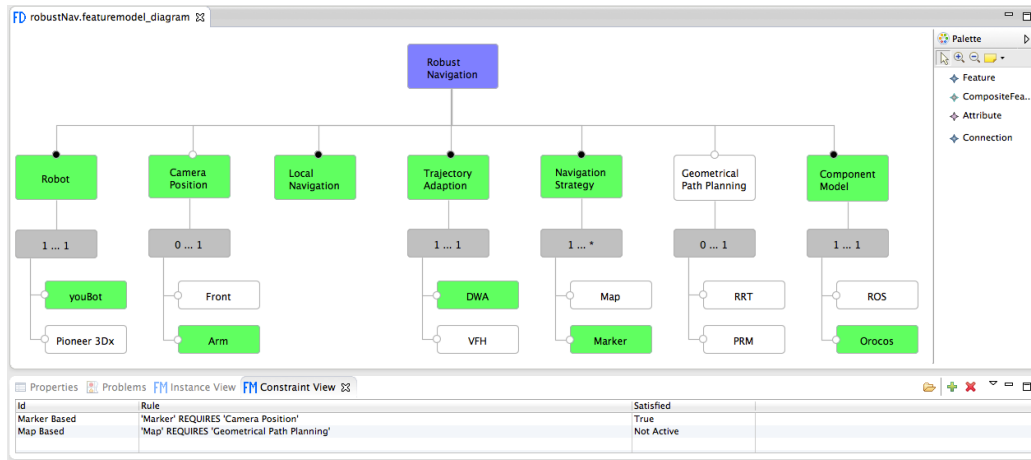 FD robustNav.featuremodel_diagram
Palette
Feature
CompositeFea...
Attribute
Connection
Robust
Navigation
Robot
Camera
Position
Local
Navigation
Trajectory
Adaption
Navigation
Strategy
Geometrical
Path Planning
Component
Model
1 ... 1
0 ... 1
1 ... 1
1 ... *
0 ... 1
1 ... 1
youBot
Front
DWA
Map
RRT
ROS
Pioneer 3Dx
Arm
VFH
Marker
PRM
Orocos
Properties
Problems
FM Instance View
FM Constraint View
Id Rule Satisfied
Marker Based 'Marker' REQUIRES 'Camera Position' True
Map Based 'Map' REQUIRES 'Geometrical Path Planning' Not Active